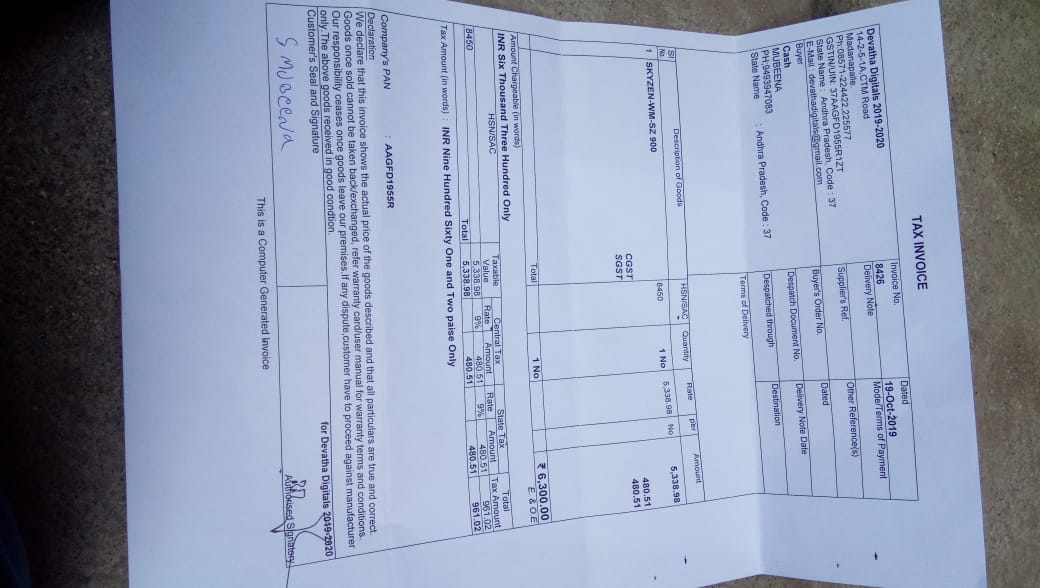 TAX INVOICE
Devatha Digitals 2019-2020
14-2-5-1A,CTM Road
Madanapalle
Ph:08571-224422,225577
GSTIN/UIN: 37AAGFD1955R1ZT
State Name : Andhra Pradesh, Code : 37
E-Mail : devathadigitals@gmail.com
Invoice No. Dated
8426 19-Oct-2019
Delivery Note Mode/Terms of Payment
Supplier's Ref. Other Reference(s)
Buyer
Cash
MUBEENA
PH:9493947083
State Name : Andhra Pradesh, Code : 37
Buyer's Order No. Dated
Despatch Document No. Delivery Note Date
Despatched through Destination
Terms of Delivery
Sl No. Description of Goods HSN/SAC Quantity Rate per Amount
1 SKYZEN-WM-SZ 900 8450 1 No 5,338.98 No 5,338.98
CGST 480.51
SGST 480.51
Total 1 No ₹ 6,300.00
Amount Chargeable (in words) E. & O.E
INR Six Thousand Three Hundred Only
HSN/SAC Taxable Central Tax State Tax Total
Value Rate Amount Rate Amount Tax Amount
8450 5,338.98 9% 480.51 9% 480.51 961.02
Total 5,338.98 480.51 480.51 961.02
Tax Amount (in words) : INR Nine Hundred Sixty One and Two paise Only
Company's PAN : AAGFD1955R
Declaration
We declare that this invoice shows the actual price of the goods described and that all particulars are true and correct.
Goods once sold cannot be taken back/exchanged, refer warranty card/user manual for warranty terms and conditions.
Our responsibility ceases once goods leave our premises.If any dispute,customer have to proceed against manufacturer
only.The above goods received in good condtion.
Customer's Seal and Signature
for Devatha Digitals 2019-2020
S MUBEENA
Authorised Signatory
This is a Computer Generated Invoice